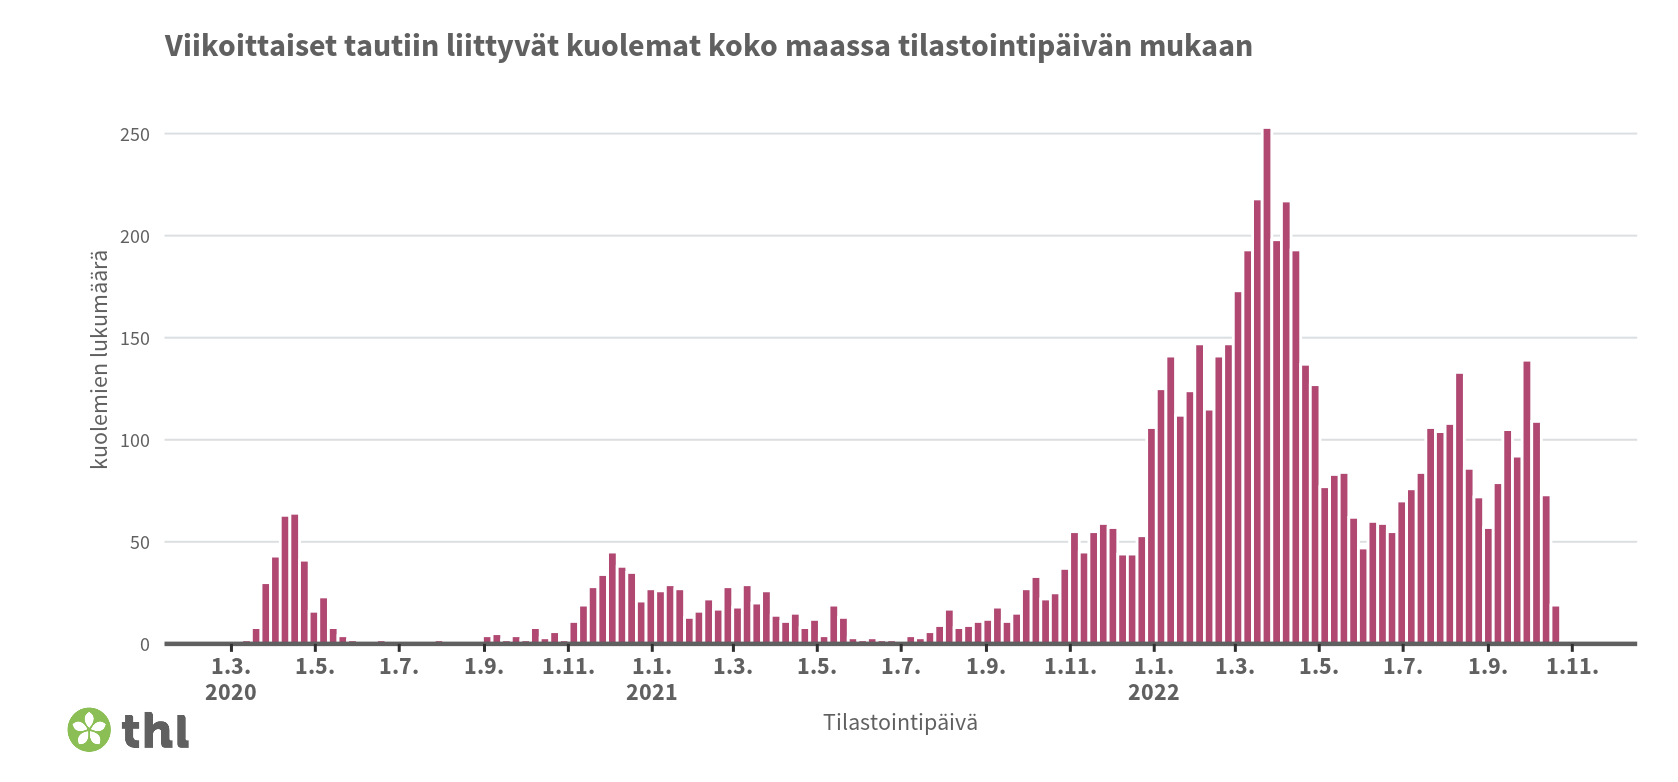 Viikoittaiset tautiin liittyvät kuolemat koko maassa tilastointipäivän mukaan
250
200
150
100
50
0
kuolemien lukumäärä
1.3. 1.5. 1.7. 1.9. 1.11. 1.1. 1.3. 1.5. 1.7. 1.9. 1.11. 1.1. 1.3. 1.5. 1.7. 1.9. 1.11.
2020 2021 2022
Tilastointipäivä
thl